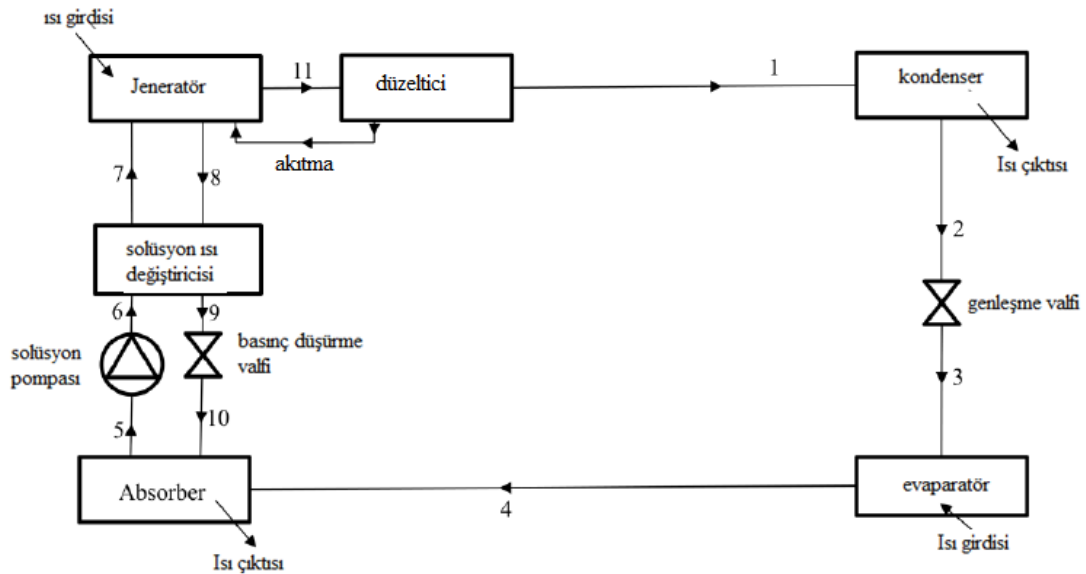 ısı girdisi
Jeneratör
11
düzeltici
1
kondenser
Isı çıktısı
akıtma
7
8
2
solüsyon ısı
değiştiricisi
6
9
genleşme valfi
solüsyon
pompası
basınç düşürme
valfi
3
5
10
Absorber
4
evaparatör
Isı çıktısı
Isı girdisi